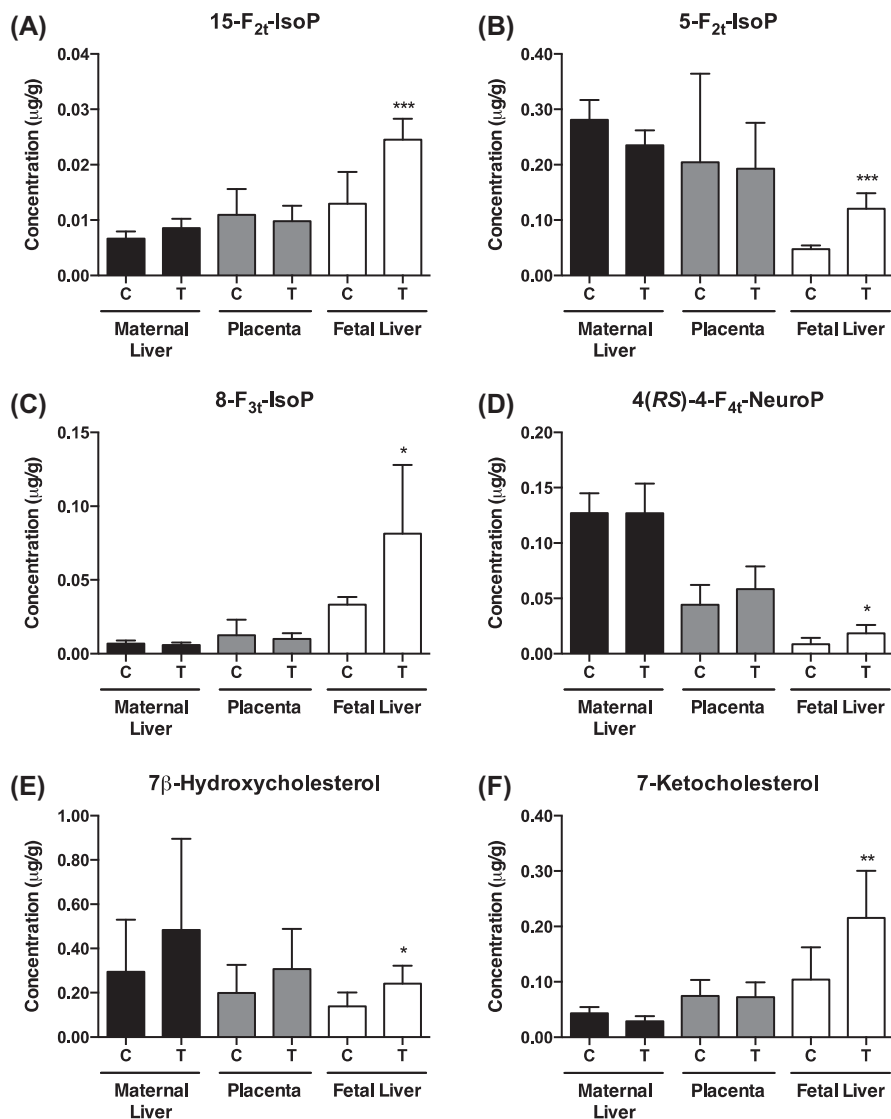 (A) 15-F2t-IsoP
Concentration (μg/g)
0.04
0.03
0.02
0.01
0.00
***
C T C T C T
Maternal Liver Placenta Fetal Liver
(B) 5-F2t-IsoP
Concentration (μg/g)
0.40
0.30
0.20
0.10
0.00
***
C T C T C T
Maternal Liver Placenta Fetal Liver
(C) 8-F3t-IsoP
Concentration (μg/g)
0.15
0.10
0.05
0.00
*
C T C T C T
Maternal Liver Placenta Fetal Liver
(D) 4(RS)-4-F4t-NeuroP
Concentration (μg/g)
0.20
0.15
0.10
0.05
0.00
*
C T C T C T
Maternal Liver Placenta Fetal Liver
(E) 7β-Hydroxycholesterol
Concentration (μg/g)
1.00
0.80
0.60
0.40
0.20
0.00
*
C T C T C T
Maternal Liver Placenta Fetal Liver
(F) 7-Ketocholesterol
Concentration (μg/g)
0.40
0.30
0.20
0.10
0.00
**
C T C T C T
Maternal Liver Placenta Fetal Liver